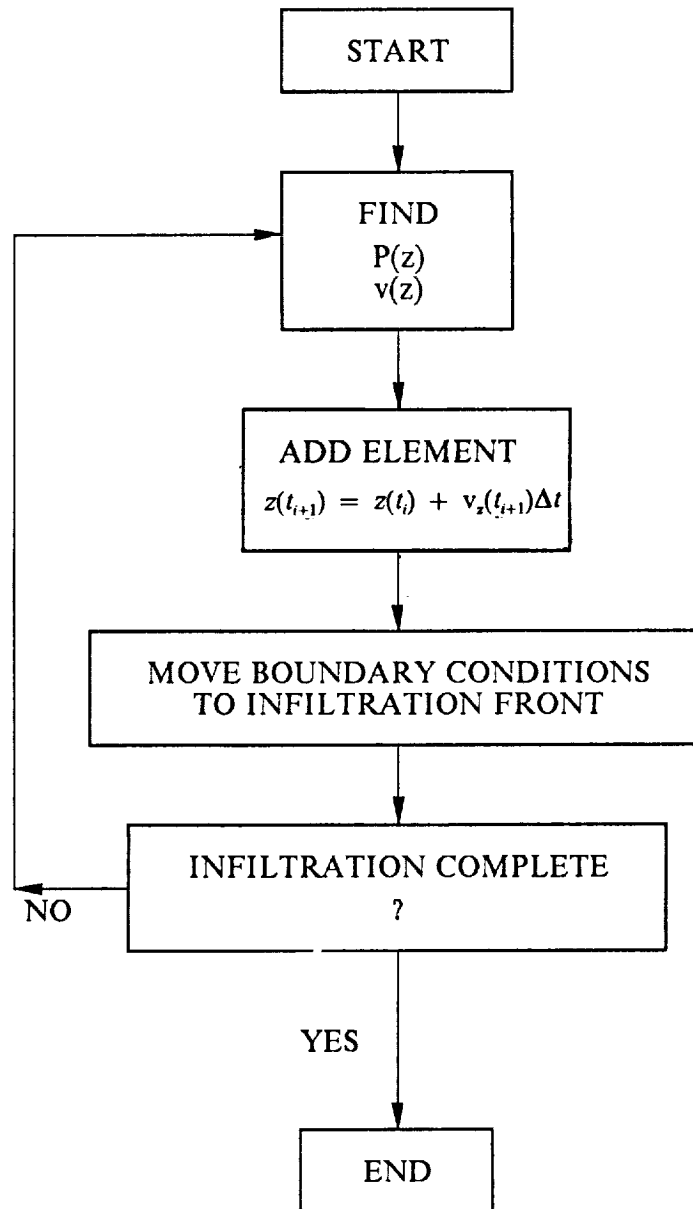 START
FIND
P(z)
v(z)
ADD ELEMENT
z(t_{i+1}) = z(t_i) + v_z(t_{i+1})Δt
MOVE BOUNDARY CONDITIONS
TO INFILTRATION FRONT
INFILTRATION COMPLETE
?
NO
YES
END